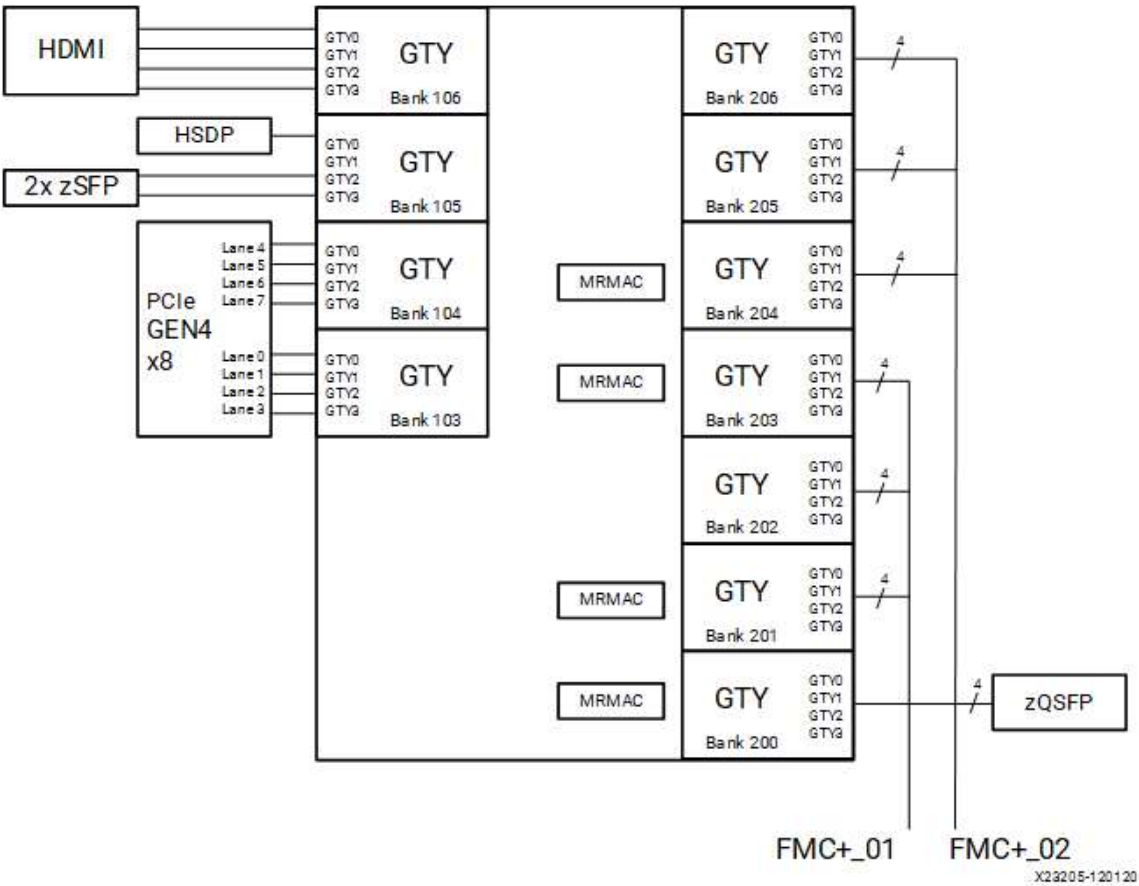 HDMI
GTY0
GTY1
GTY2
GTY3
GTY
Bank 106
HSDP
2x zSFP
GTY0
GTY1
GTY2
GTY3
GTY
Bank 105
PCIe
GEN4
x8
Lane 4
Lane 5
Lane 6
Lane 7
GTY0
GTY1
GTY2
GTY3
GTY
Bank 104
Lane 0
Lane 1
Lane 2
Lane 3
GTY0
GTY1
GTY2
GTY3
GTY
Bank 103
GTY
Bank 206
GTY0
GTY1
GTY2
GTY3
4
GTY
Bank 205
GTY0
GTY1
GTY2
GTY3
4
MRMAC
GTY
Bank 204
GTY0
GTY1
GTY2
GTY3
4
MRMAC
GTY
Bank 203
GTY0
GTY1
GTY2
GTY3
4
GTY
Bank 202
GTY0
GTY1
GTY2
GTY3
4
MRMAC
GTY
Bank 201
GTY0
GTY1
GTY2
GTY3
4
MRMAC
GTY
Bank 200
GTY0
GTY1
GTY2
GTY3
4
zQSFP
FMC+_01
FMC+_02
X23205-120120